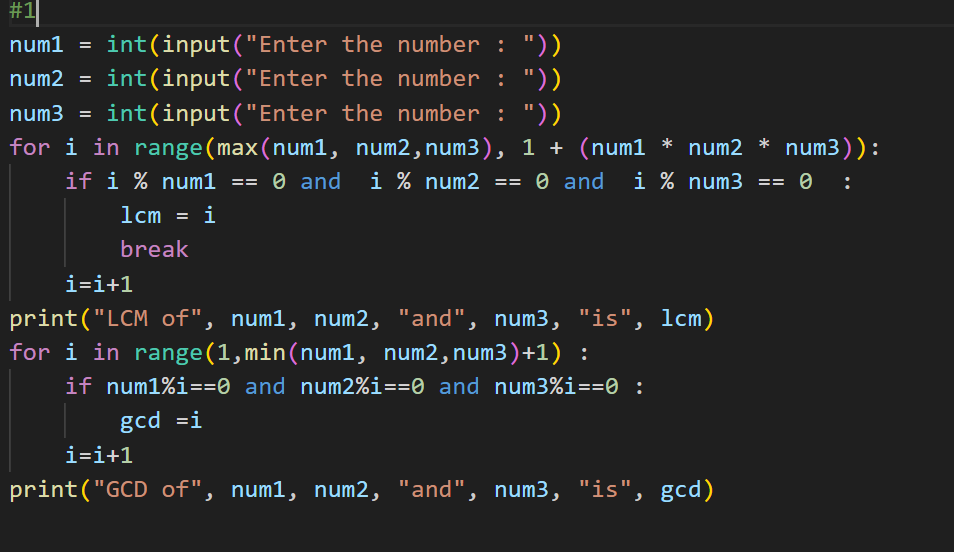 #1
num1 = int(input("Enter the number : "))
num2 = int(input("Enter the number : "))
num3 = int(input("Enter the number : "))
for i in range(max(num1, num2,num3), 1 + (num1 * num2 * num3)):
    if i % num1 == 0 and  i % num2 == 0 and  i % num3 == 0  :
        lcm = i
        break
    i=i+1
print("LCM of", num1, num2, "and", num3, "is", lcm)
for i in range(1,min(num1, num2,num3)+1) :
    if num1%i==0 and num2%i==0 and num3%i==0 :
        gcd =i
    i=i+1
print("GCD of", num1, num2, "and", num3, "is", gcd)